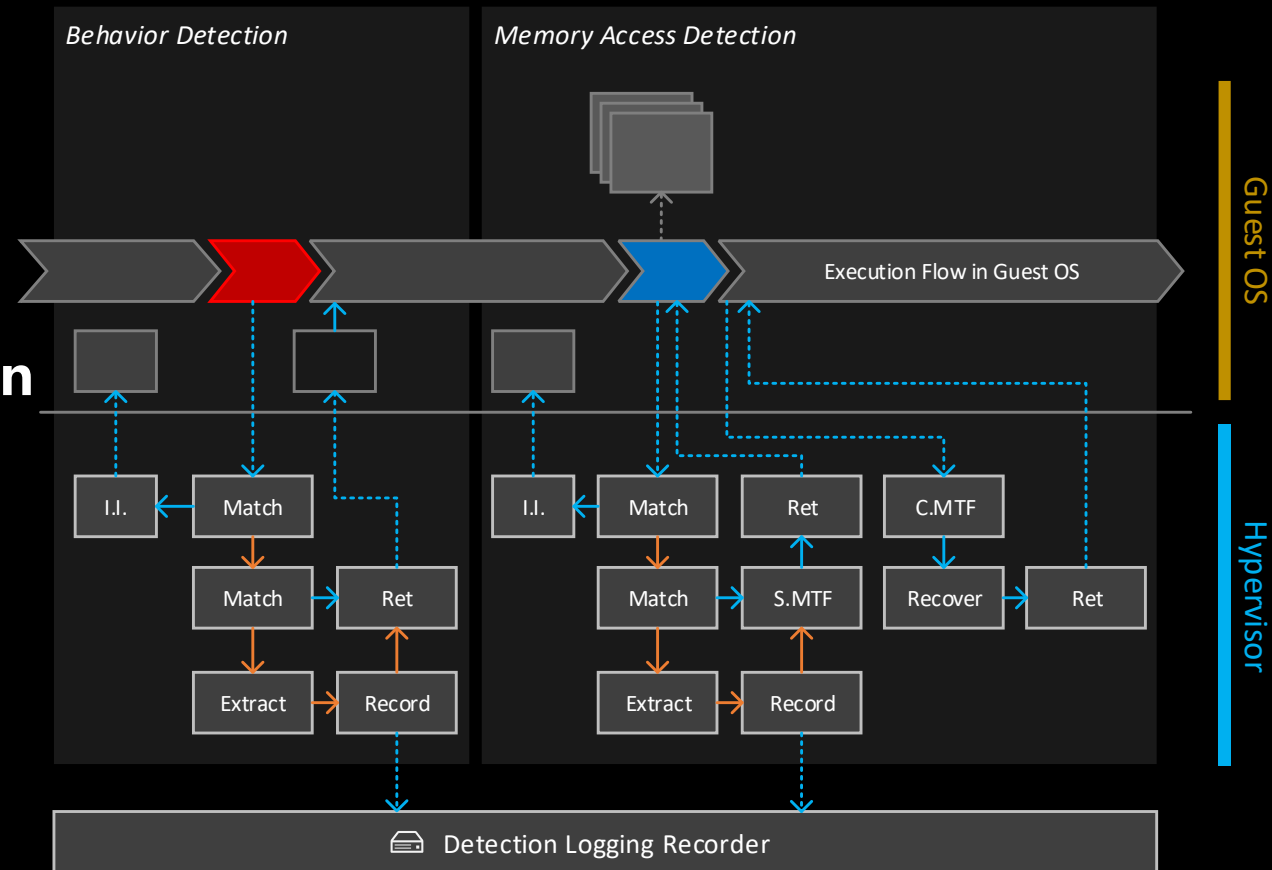 Behavior Detection
Memory Access Detection
Guest OS
Execution Flow in Guest OS
n
I.I.
Match
I.I.
Match
Ret
C.MTF
Hypervisor
Match
Ret
Match
S.MTF
Recover
Ret
Extract
Record
Extract
Record
Detection Logging Recorder